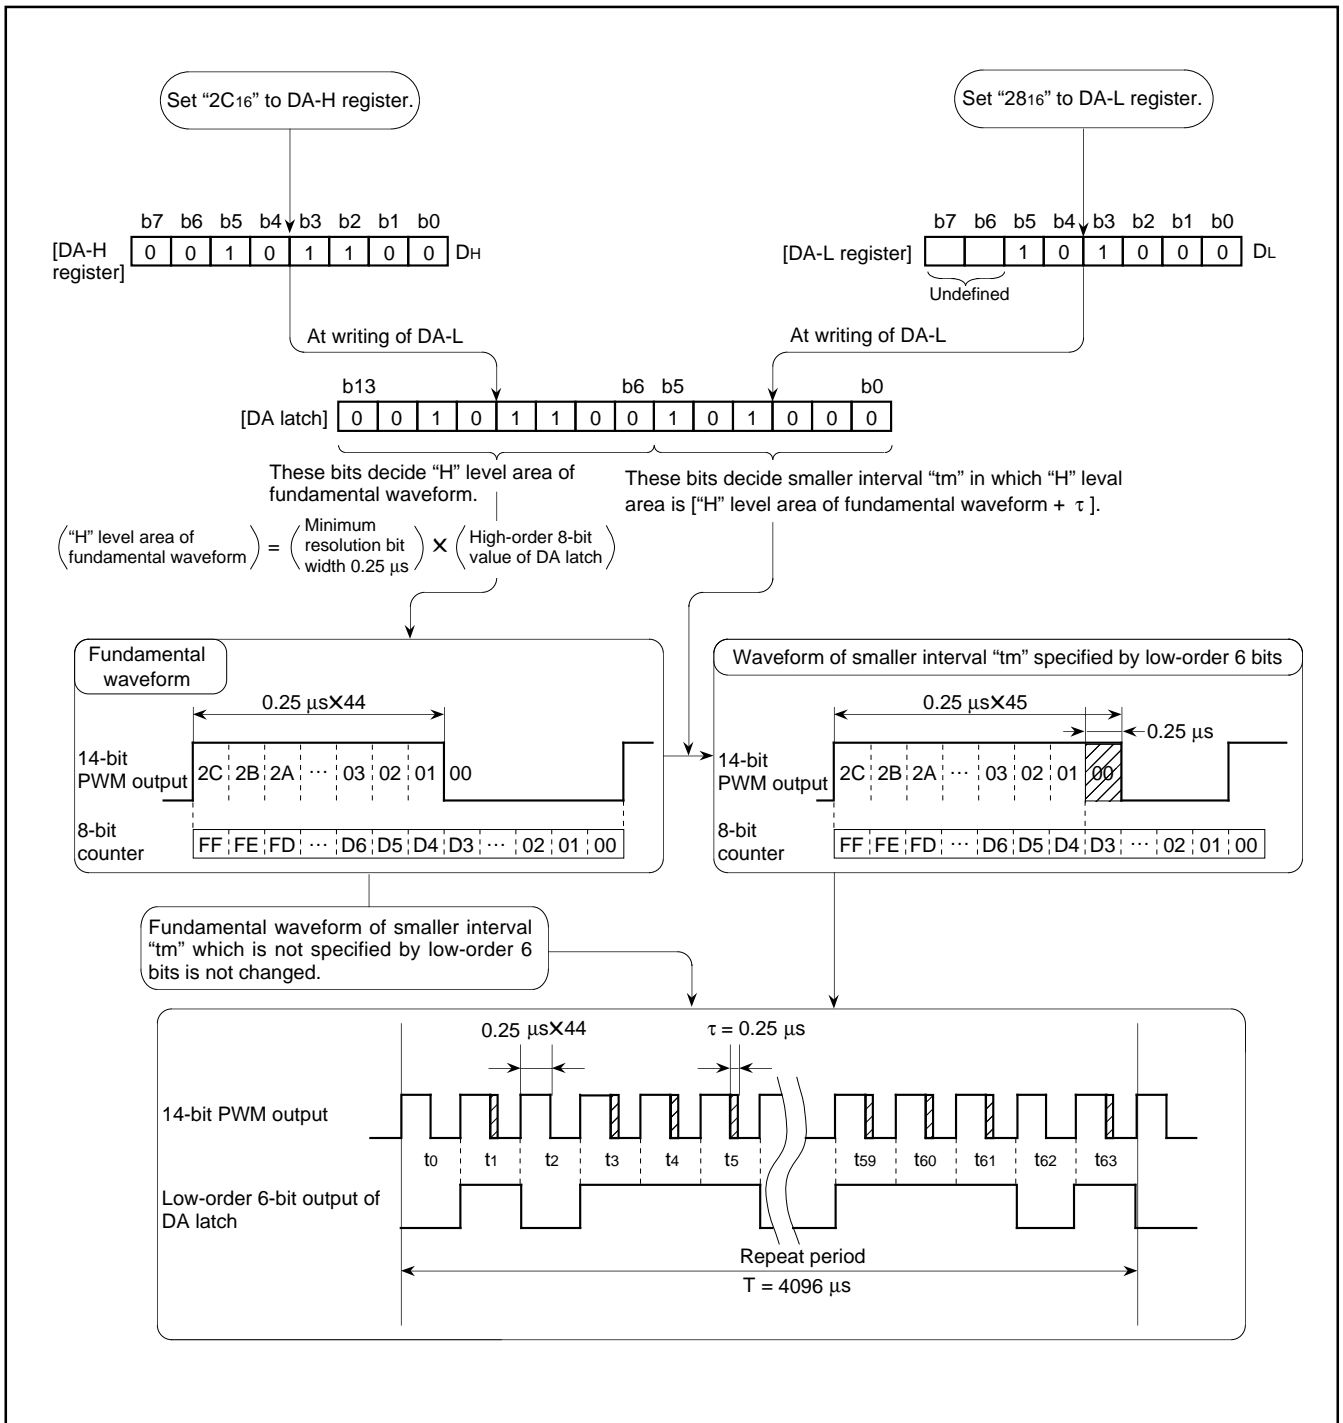 Set “2C16” to DA-H register.
Set “2816” to DA-L register.
b7 b6 b5 b4 b3 b2 b1 b0
[DA-H register] 0 0 1 0 1 1 0 0 DH
b7 b6 b5 b4 b3 b2 b1 b0
[DA-L register] 1 0 1 0 0 0 DL
Undefined
At writing of DA-L
At writing of DA-L
b13 b6 b5 b0
[DA latch] 0 0 1 0 1 1 0 0 1 0 1 0 0 0
These bits decide “H” level area of
fundamental waveform.
These bits decide smaller interval “tm” in which “H” leval
area is [“H” level area of fundamental waveform + τ ].
“H” level area of
fundamental waveform
=
Minimum
resolution bit
width 0.25 μs
×
High-order 8-bit
value of DA latch
Fundamental
waveform
0.25 μs×44
14-bit
PWM output
2C 2B 2A ··· 03 02 01 00
8-bit
counter
FF FE FD ··· D6 D5 D4 D3 ··· 02 01 00
Waveform of smaller interval “tm” specified by low-order 6 bits
0.25 μs×45
0.25 μs
14-bit
PWM output
2C 2B 2A ··· 03 02 01 00
8-bit
counter
FF FE FD ··· D6 D5 D4 D3 ··· 02 01 00
Fundamental waveform of smaller interval
“tm” which is not specified by low-order 6
bits is not changed.
0.25 μs×44
τ = 0.25 μs
14-bit PWM output
t0 t1 t2 t3 t4 t5 t59 t60 t61 t62 t63
Low-order 6-bit output of
DA latch
Repeat period
T = 4096 μs